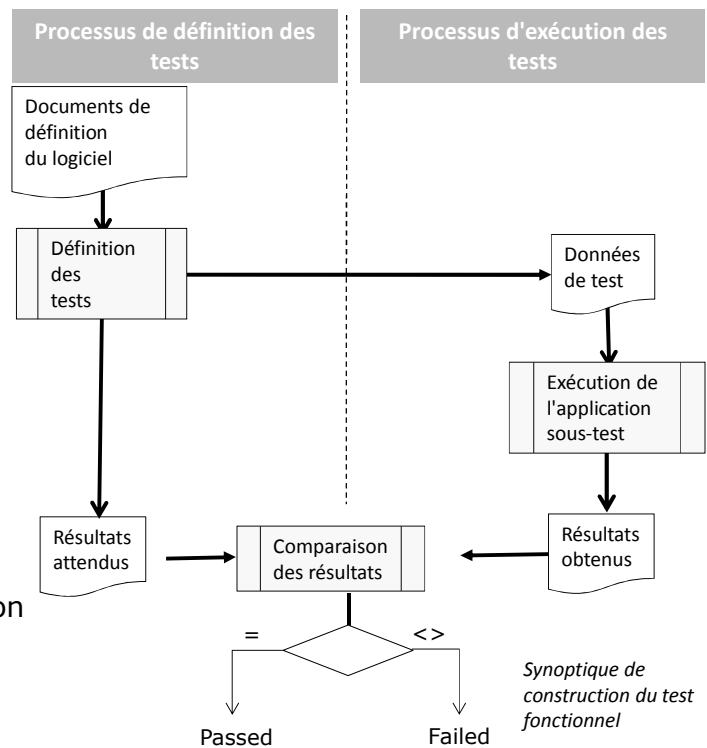 Processus de définition des
tests
Processus d'exécution des
tests
Documents de
définition
du logiciel
Définition
des
tests
Données
de test
Exécution de
l'application
sous-test
Résultats
attendus
Comparaison
des résultats
Résultats
obtenus
on
=
<>
Synoptique de
construction du test
fonctionnel
Passed
Failed